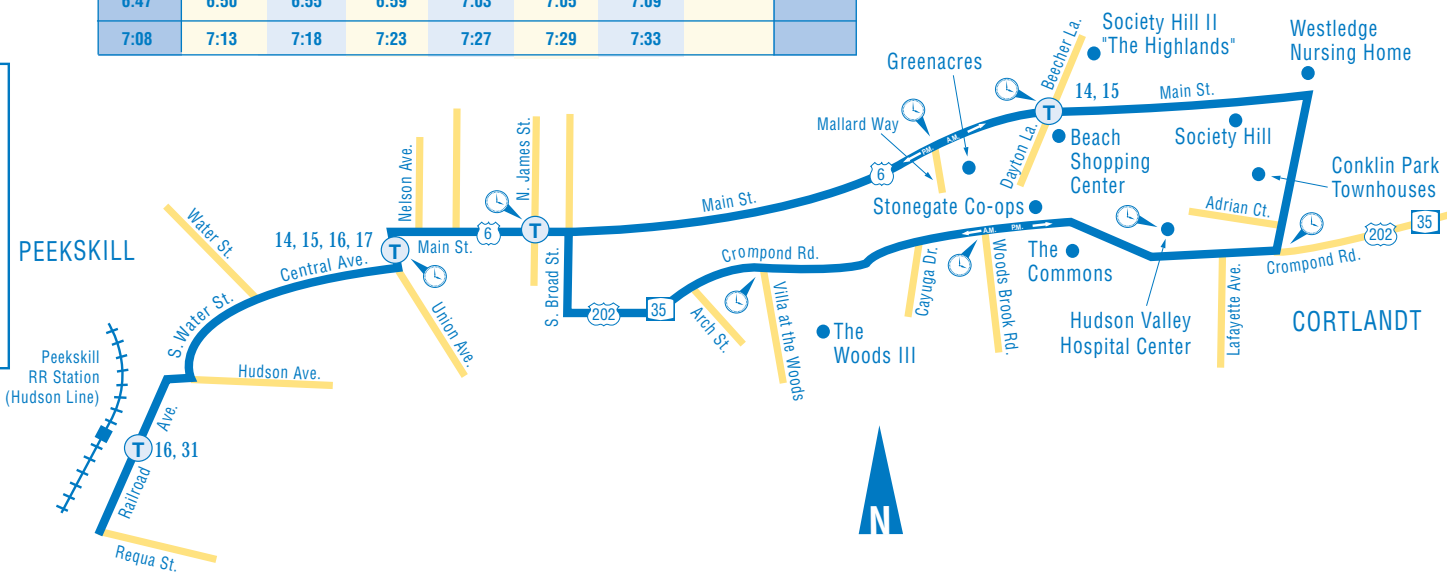 6:47 6:50 6:55 6:59 7:03 7:05 7:09
7:08 7:13 7:18 7:23 7:27 7:29 7:33
Society Hill II
"The Highlands"
Westledge
Nursing Home
Greenacres
Beecher La.
14, 15
Main St.
Mallard Way
A.M.
P.M.
T
Dayton La.
Beach
Shopping
Center
Society Hill
Conklin Park
Townhouses
6
Nelson Ave.
N. James St.
Main St.
Stonegate Co-ops
Adrian Ct.
35
202
Crompond Rd.
Water St.
PEEKSKILL
14, 15, 16, 17
T
Main St.
6
T
Central Ave.
Crompond Rd.
A.M. P.M.
The
Commons
S. Broad St.
Cayuga Dr.
Woods Brook Rd.
Lafayette Ave.
S. Water St.
Union Ave.
202
35
Arch St.
Villa at the Woods
The
Woods III
Hudson Valley
Hospital Center
CORTLANDT
Peekskill
RR Station
(Hudson Line)
Hudson Ave.
T
16, 31
Railroad Ave.
Requa St.
N